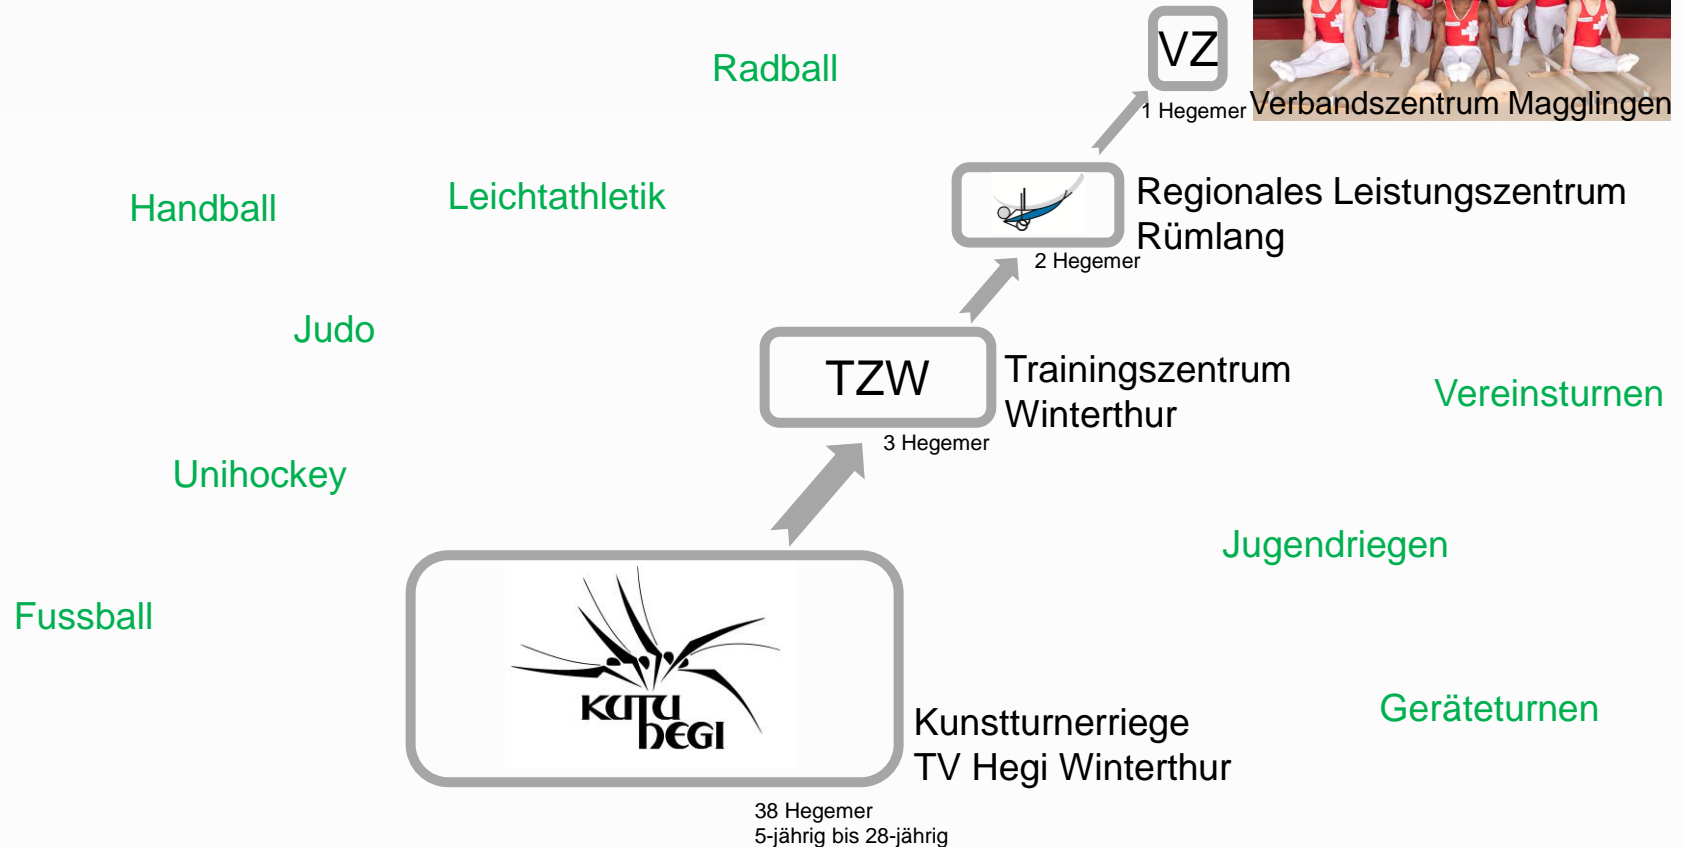 VZ
Radball
1 Hegemer
Verbandszentrum Magglingen
Handball
Leichtathletik
Regionales Leistungszentrum
Rümlang
2 Hegemer
Judo
TZW
Trainingszentrum
Winterthur
Vereinsturnen
3 Hegemer
Unihockey
Jugendriegen
Fussball
KUTU
HEGI
Geräteturnen
Kunstturnerriege
TV Hegi Winterthur
38 Hegemer
5-jährig bis 28-jährig